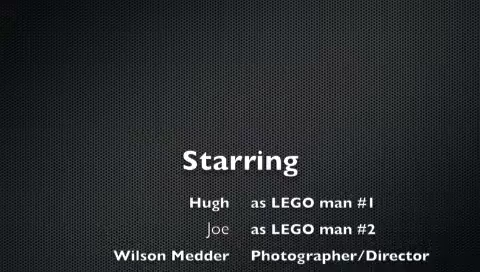 Starring
Hugh as LEGO man #1
Joe as LEGO man #2
Wilson Medder Photographer/Director